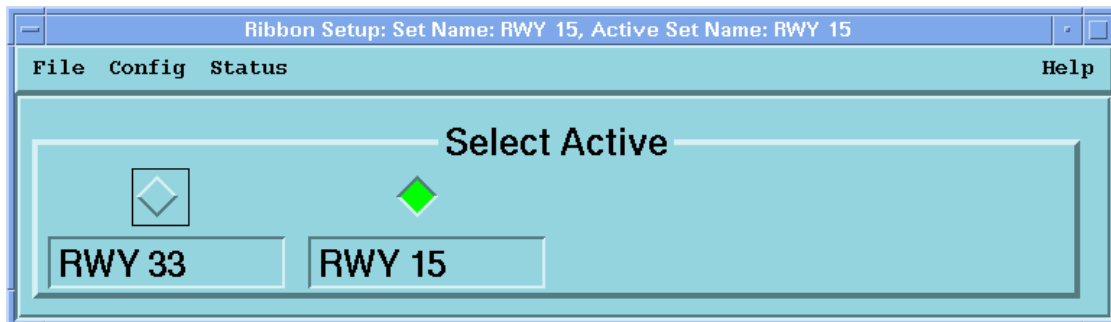 Ribbon Setup: Set Name: RWY 15, Active Set Name: RWY 15
File Config Status Help
Select Active
RWY 33 RWY 15